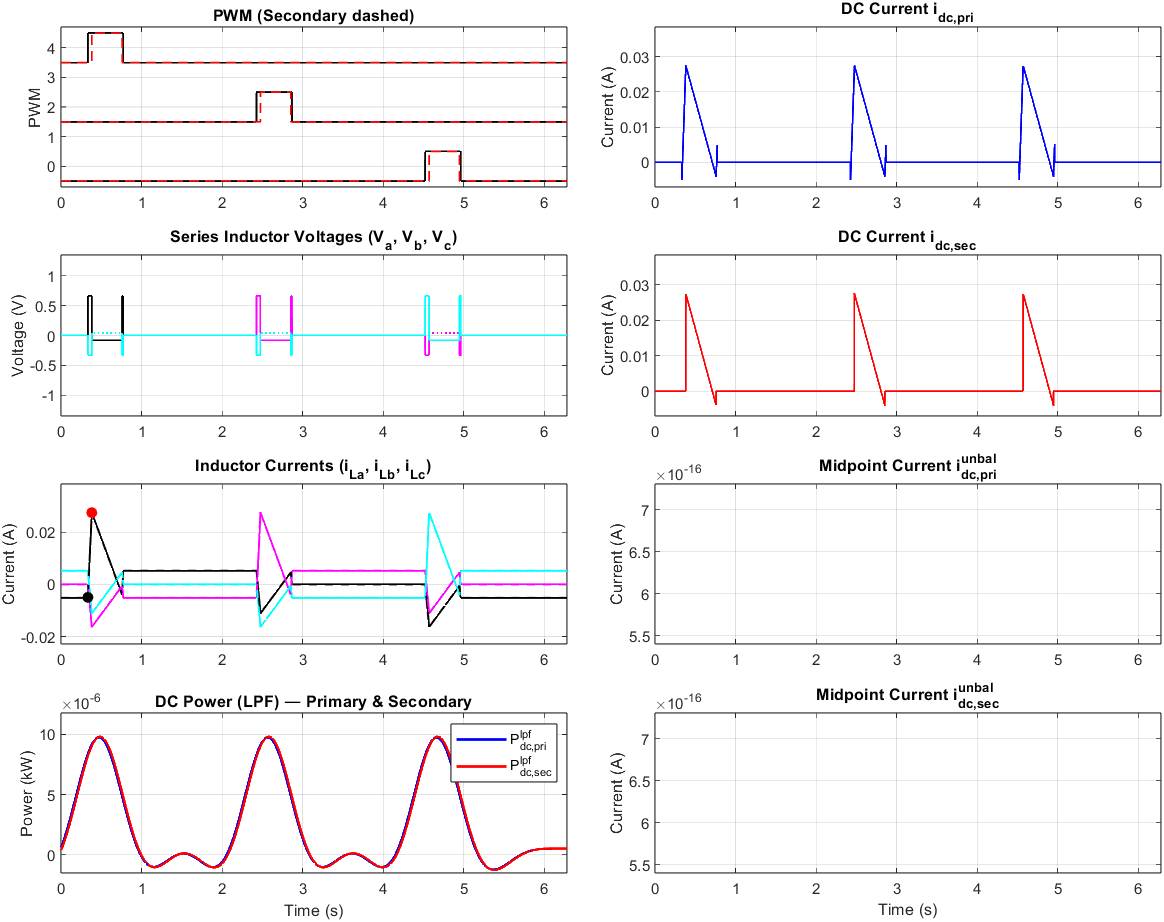 PWM (Secondary dashed)
PWM
4
3
2
1
0
0 1 2 3 4 5 6
DC Current i_dc,pri
Current (A)
0.03
0.02
0.01
0
0 1 2 3 4 5 6
Series Inductor Voltages (V_a, V_b, V_c)
Voltage (V)
1
0.5
0
-0.5
-1
0 1 2 3 4 5 6
DC Current i_dc,sec
Current (A)
0.03
0.02
0.01
0
0 1 2 3 4 5 6
Inductor Currents (i_La, i_Lb, i_Lc)
Current (A)
0.02
0
-0.02
0 1 2 3 4 5 6
Midpoint Current i_dc,pri^unbal
×10^-16
Current (A)
7
6.5
6
5.5
0 1 2 3 4 5 6
DC Power (LPF) — Primary & Secondary
×10^-6
Power (kW)
10
5
0
P_dc,pri^lpf
P_dc,sec^lpf
0 1 2 3 4 5 6
Time (s)
Midpoint Current i_dc,sec^unbal
×10^-16
Current (A)
7
6.5
6
5.5
0 1 2 3 4 5 6
Time (s)